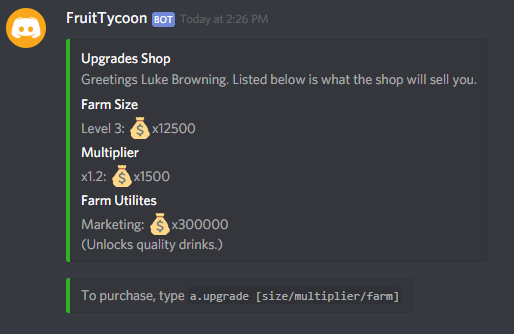 FruitTycoon BOT Today at 2:26 PM
Upgrades Shop
Greetings Luke Browning. Listed below is what the shop will sell you.
Farm Size
Level 3: 💰x12500
Multiplier
x1.2: 💰x1500
Farm Utilites
Marketing: 💰x300000
(Unlocks quality drinks.)
To purchase, type a.upgrade [size/multiplier/farm]